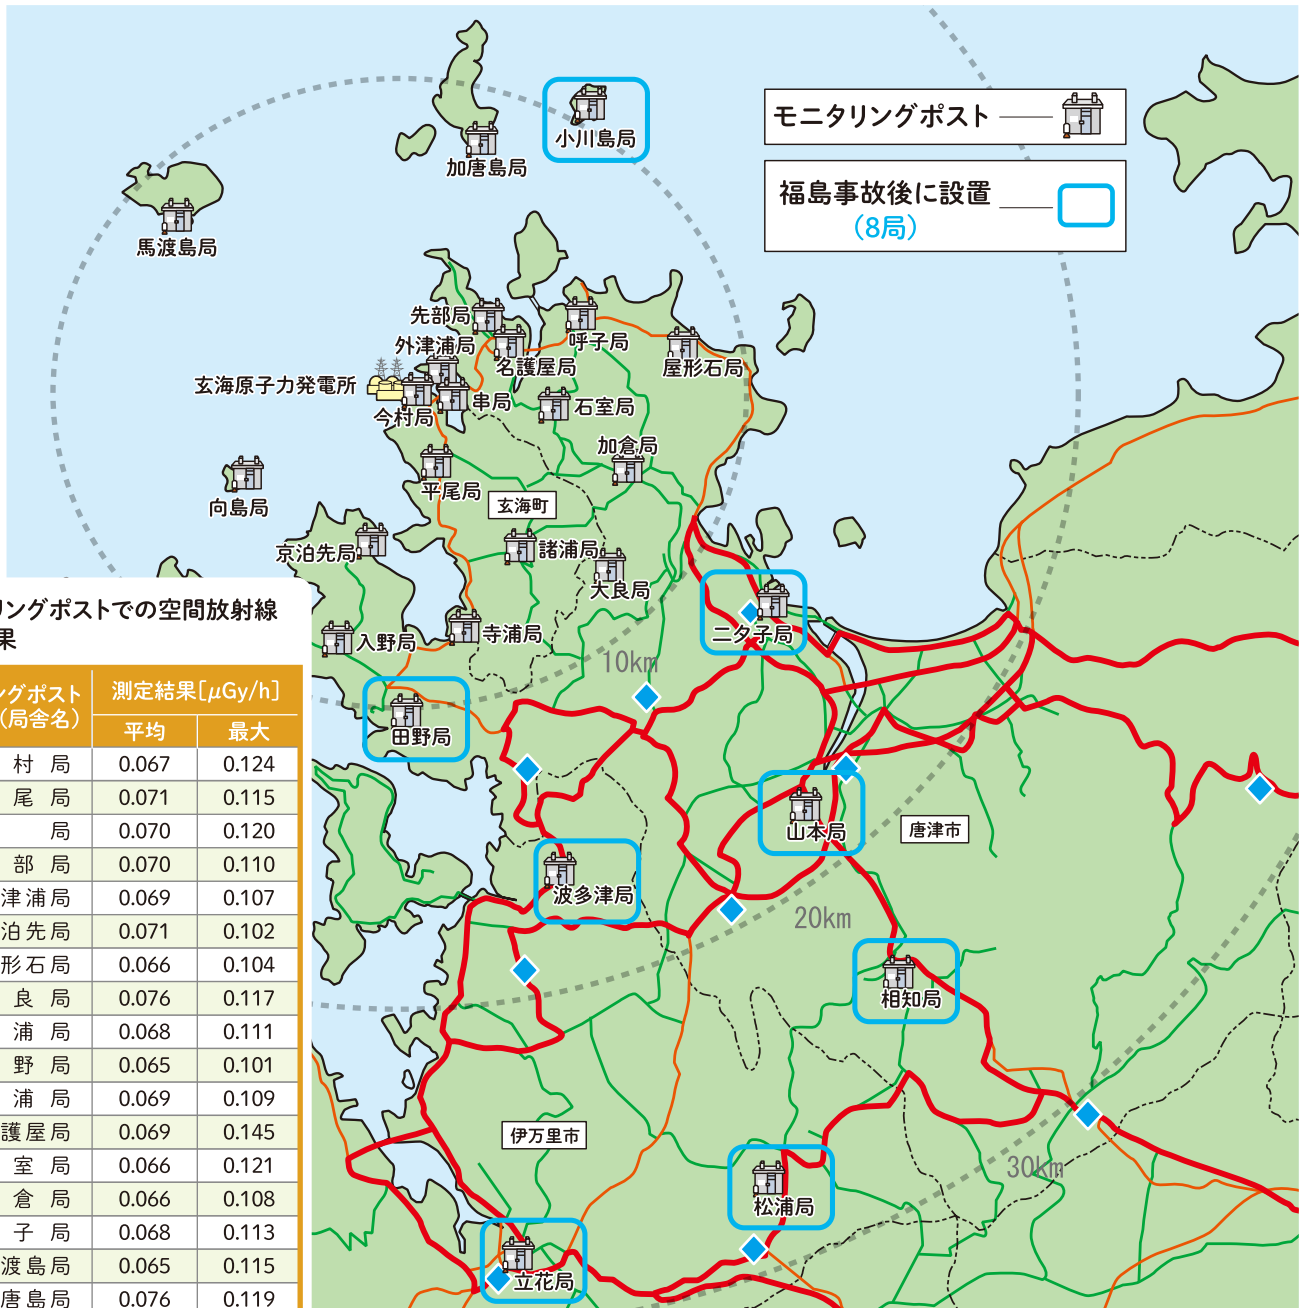 モニタリングポスト
福島事故後に設置
（8局）
小川島局
加唐島局
馬渡島局
先部局
外津浦局
呼子局
名護屋局
屋形石局
玄海原子力発電所
今村局
串局
石室局
加倉局
平尾局
向島局
玄海町
京泊先局
諸浦局
大良局
二タ子局
入野局
寺浦局
10km
田野局
山本局
唐津市
波多津局
20km
相知局
伊万里市
30km
松浦局
立花局
リングポストでの空間放射線
果
ングポスト
（局舎名）
測定結果［μGy/h］
平均 最大
村局 0.067 0.124
尾局 0.071 0.115
局 0.070 0.120
部局 0.070 0.110
津浦局 0.069 0.107
泊先局 0.071 0.102
形石局 0.066 0.104
良局 0.076 0.117
浦局 0.068 0.111
野局 0.065 0.101
浦局 0.069 0.109
護屋局 0.069 0.145
室局 0.066 0.121
倉局 0.066 0.108
子局 0.068 0.113
渡島局 0.065 0.115
唐島局 0.076 0.119